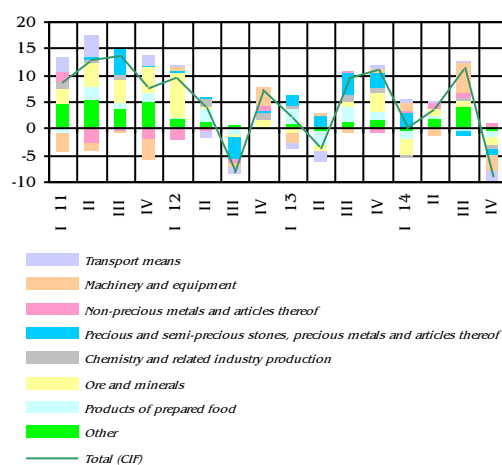 20
15
10
5
0
-5
-10
I 11
II
III
IV
I 12
II
III
IV
I 13
II
III
IV
I 14
II
III
IV
Transport means
Machinery and equipment
Non-precious metals and articles thereof
Precious and semi-precious stones, precious metals and articles thereof
Chemistry and related industry production
Ore and minerals
Products of prepared food
Other
Total (CIF)